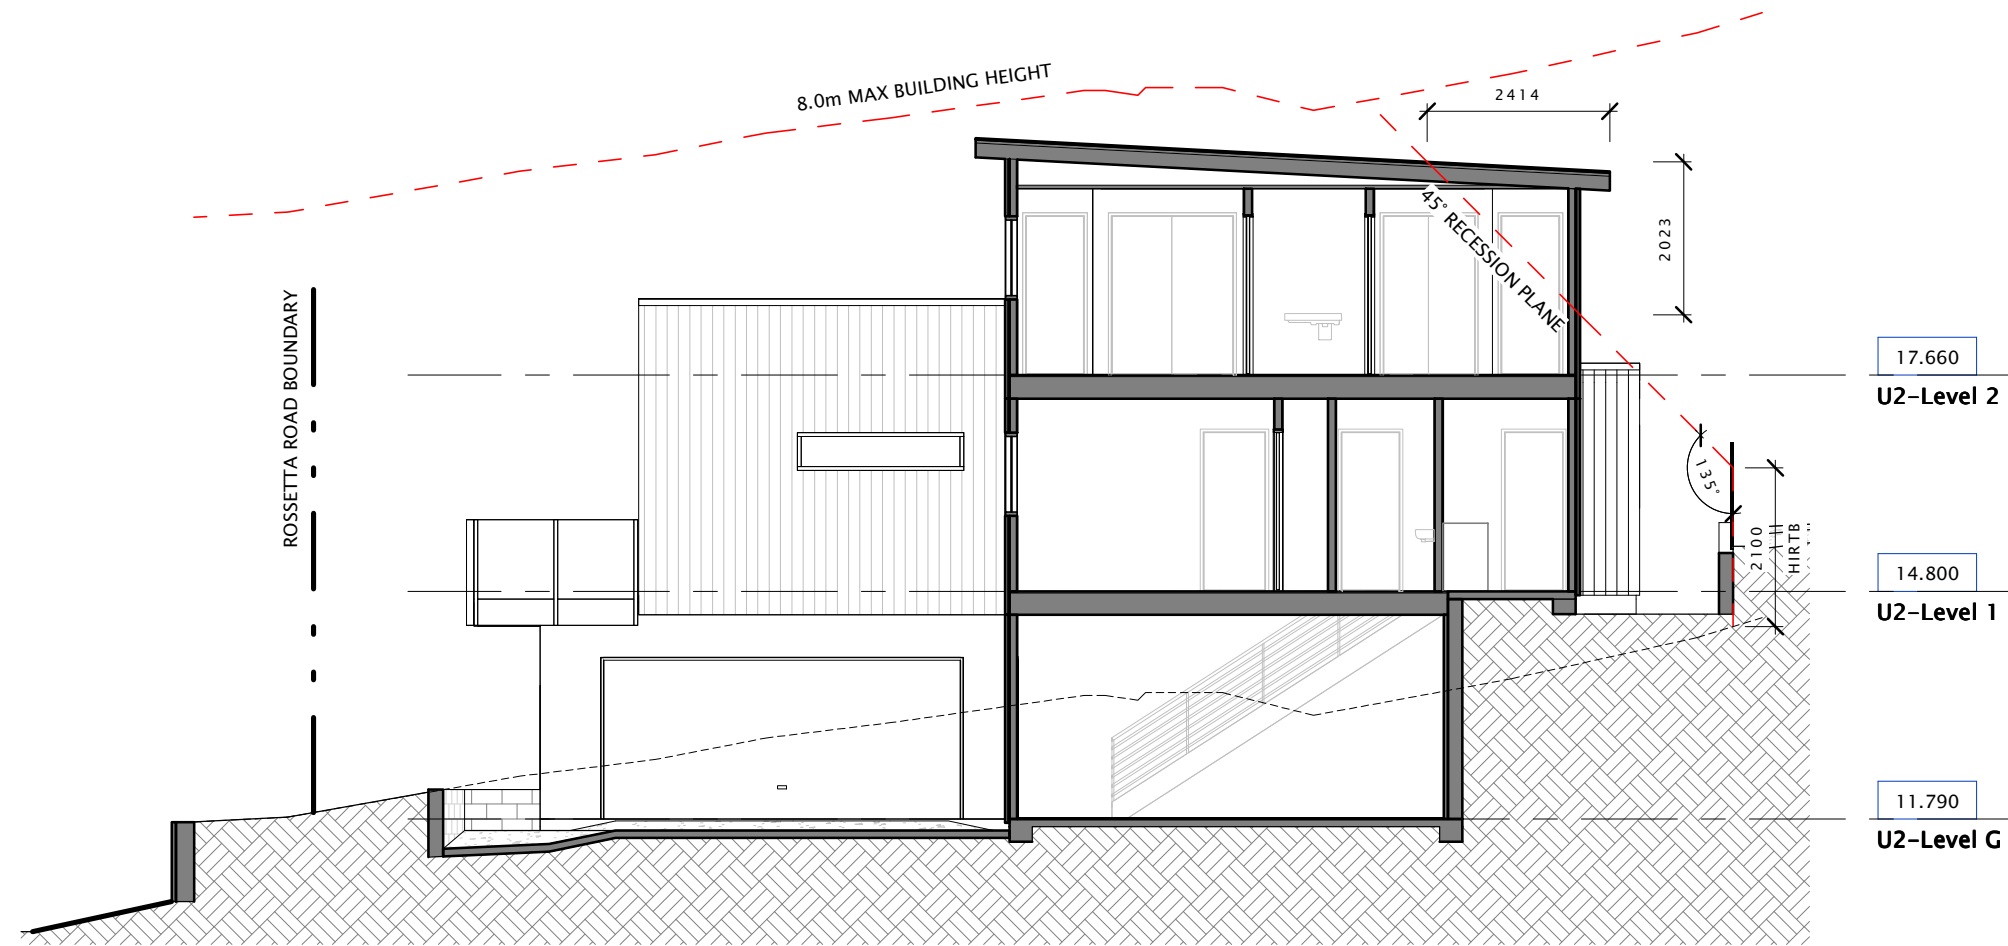 8.0m MAX BUILDING HEIGHT
2414
45° RECESSION PLANE
2023
ROSSETTA ROAD BOUNDARY
17.660
U2-Level 2
135°
2100
HIRTB
14.800
U2-Level 1
11.790
U2-Level G